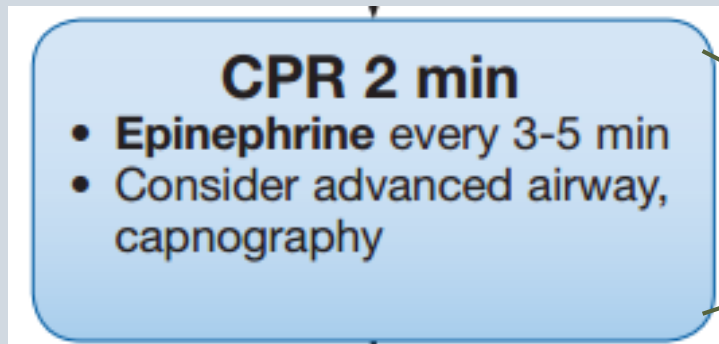 CPR 2 min
• Epinephrine every 3-5 min
• Consider advanced airway,
capnography